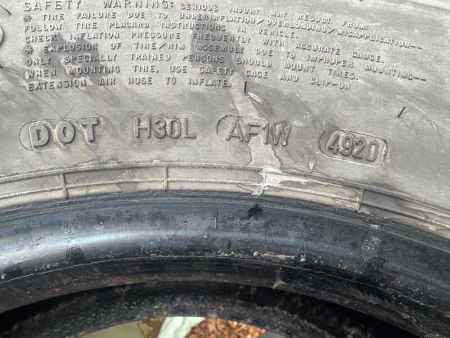 SAFETY WARNING: SERIOUS INJURY MAY RESULT FROM--
* TIRE FAILURE DUE TO UNDERINFLATION/OVERLOADING/MISAPPLICATION--
FOLLOW TIRE PLACARD INSTRUCTIONS IN VEHICLE.
CHECK INFLATION PRESSURE FREQUENTLY WITH ACCURATE GAUGE.
* EXPLOSION OF TIRE/RIM ASSEMBLY DUE TO IMPROPER MOUNTING--
ONLY SPECIALLY TRAINED PERSONS SHOULD MOUNT TIRES.
WHEN MOUNTING TIRE, USE SAFETY CAGE AND CLIP-ON
EXTENSION AIR HOSE TO INFLATE.
DOT H3DL AF1W 4920